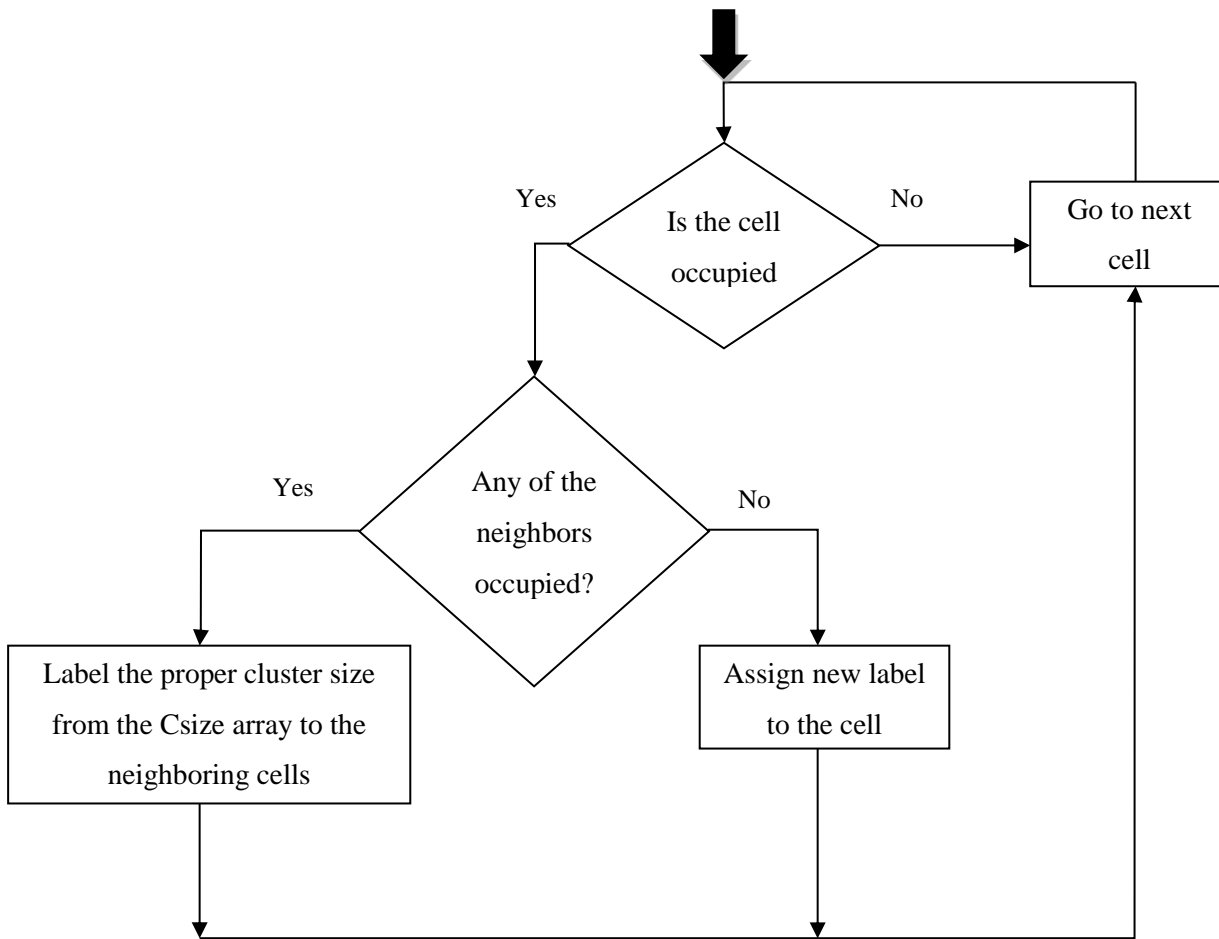 Yes
Is the cell
occupied
No
Go to next
cell
Yes
Any of the
neighbors
occupied?
No
Label the proper cluster size
from the Csize array to the
neighboring cells
Assign new label
to the cell